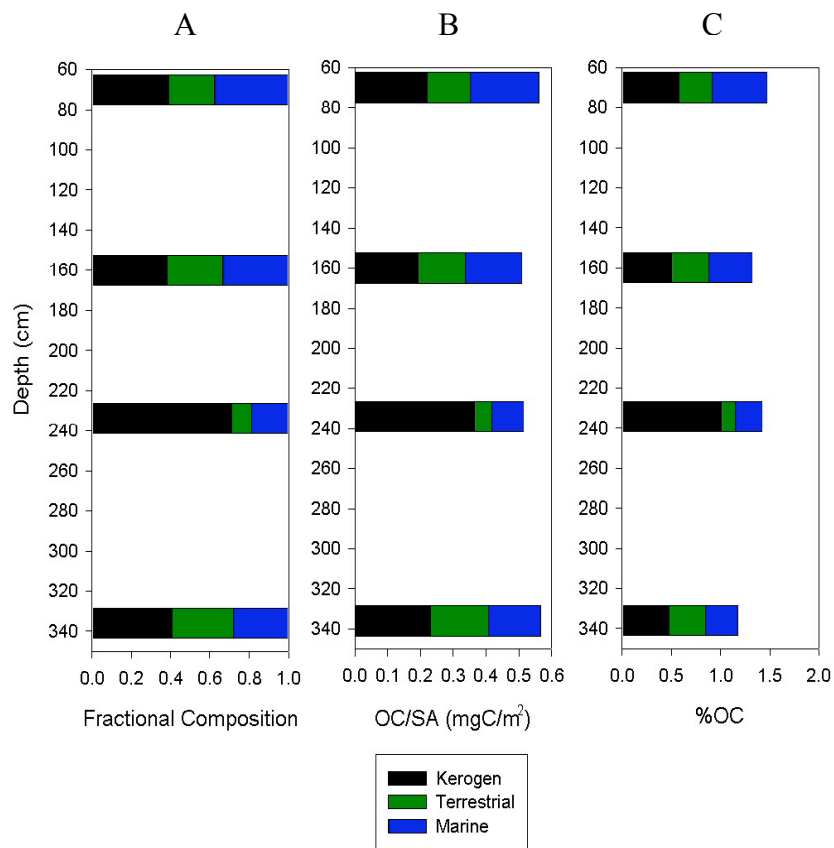 A B C
60 60 60
80 80 80
100 100 100
120 120 120
140 140 140
160 160 160
180 180 180
200 200 200
220 220 220
240 240 240
260 260 260
280 280 280
300 300 300
320 320 320
340 340 340
Depth (cm)
0.0 0.2 0.4 0.6 0.8 1.0 0.0 0.1 0.2 0.3 0.4 0.5 0.6 0.0 0.5 1.0 1.5 2.0
Fractional Composition OC/SA (mgC/m²) %OC
Kerogen
Terrestrial
Marine